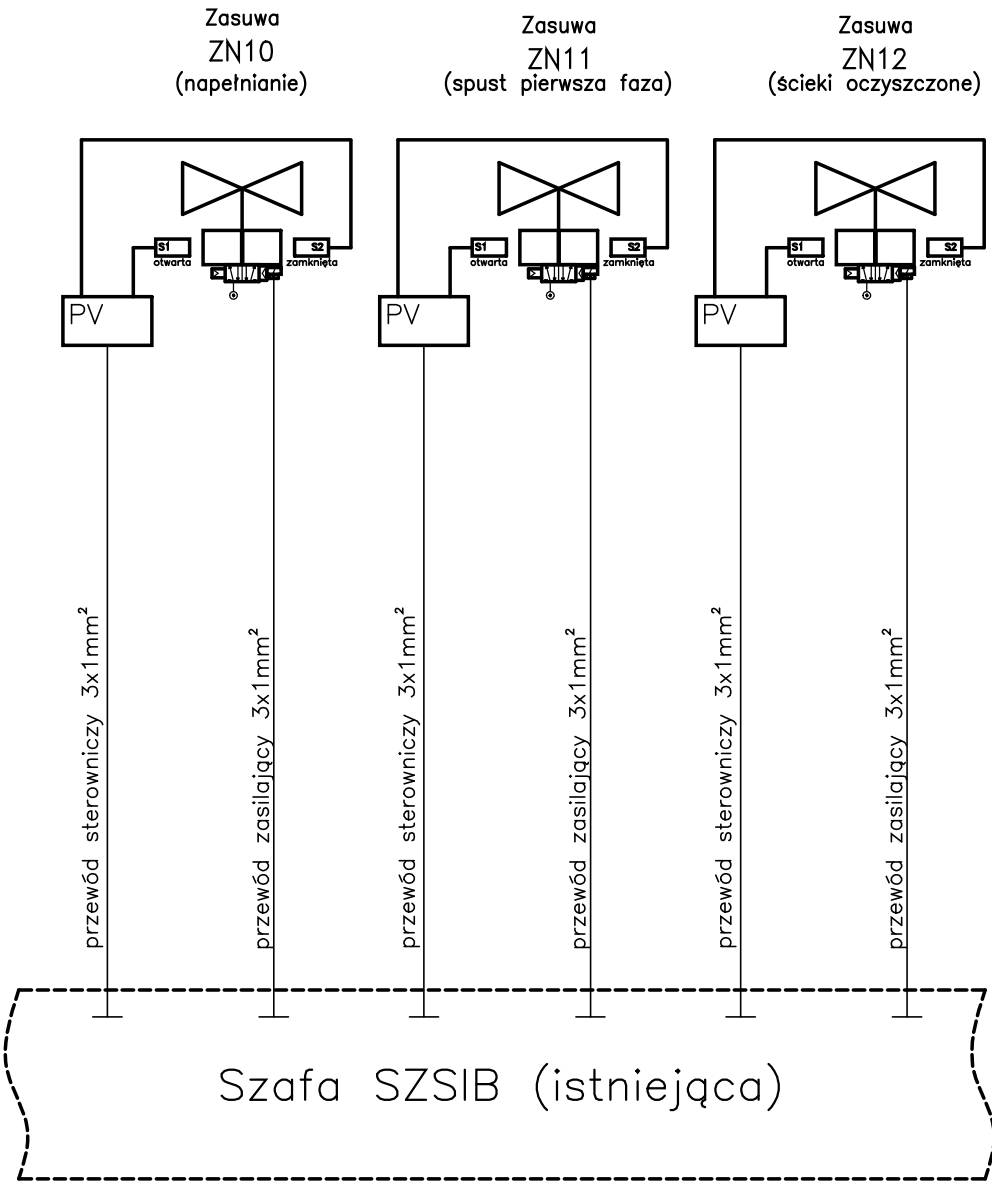 Zasuwa
ZN10
(napełnianie)
Zasuwa
ZN11
(spust pierwsza faza)
Zasuwa
ZN12
(ścieki oczyszczone)
S1
otwarta
S2
zamknięta
PV
S1
otwarta
S2
zamknięta
PV
S1
otwarta
S2
zamknięta
PV
przewód sterowniczy 3x1mm²
przewód zasilający 3x1mm²
przewód sterowniczy 3x1mm²
przewód zasilający 3x1mm²
przewód sterowniczy 3x1mm²
przewód zasilający 3x1mm²
Szafa SZSIB (istniejąca)